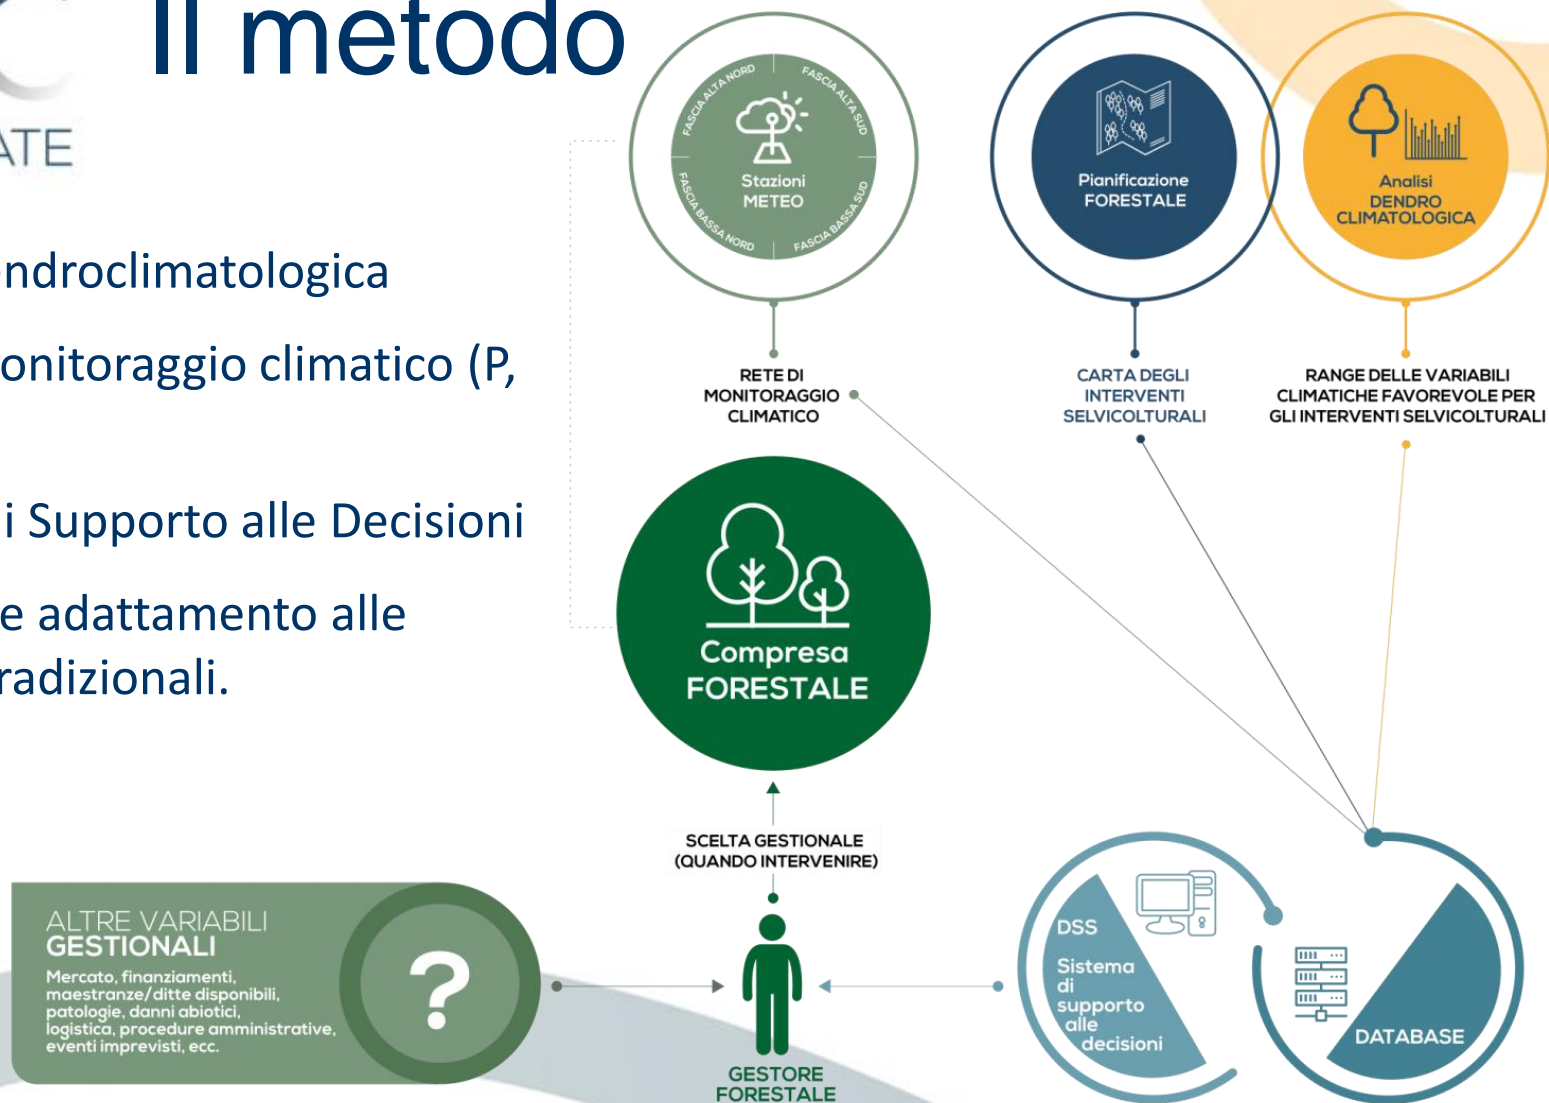 Il metodo
ATE
ndroclimatologica
onitoraggio climatico (P,
i Supporto alle Decisioni
e adattamento alle
radizionali.
FASCIA ALTA NORD
FASCIA ALTA SUD
FASCIA BASSA NORD
FASCIA BASSA SUD
Stazioni
METEO
Pianificazione
FORESTALE
Analisi
DENDRO
CLIMATOLOGICA
RETE DI
MONITORAGGIO
CLIMATICO
CARTA DEGLI
INTERVENTI
SELVICOLTURALI
RANGE DELLE VARIABILI
CLIMATICHE FAVOREVOLE PER
GLI INTERVENTI SELVICOLTURALI
Compresa
FORESTALE
SCELTA GESTIONALE
(QUANDO INTERVENIRE)
ALTRE VARIABILI
GESTIONALI
Mercato, finanziamenti,
maestranze/ditte disponibili,
patologie, danni abiotici,
logistica, procedure amministrative,
eventi imprevisti, ecc.
?
GESTORE
FORESTALE
DSS
Sistema
di
supporto
alle
decisioni
DATABASE